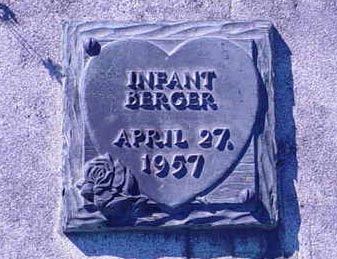 INFANT
BERGER
APRIL 27,
1957